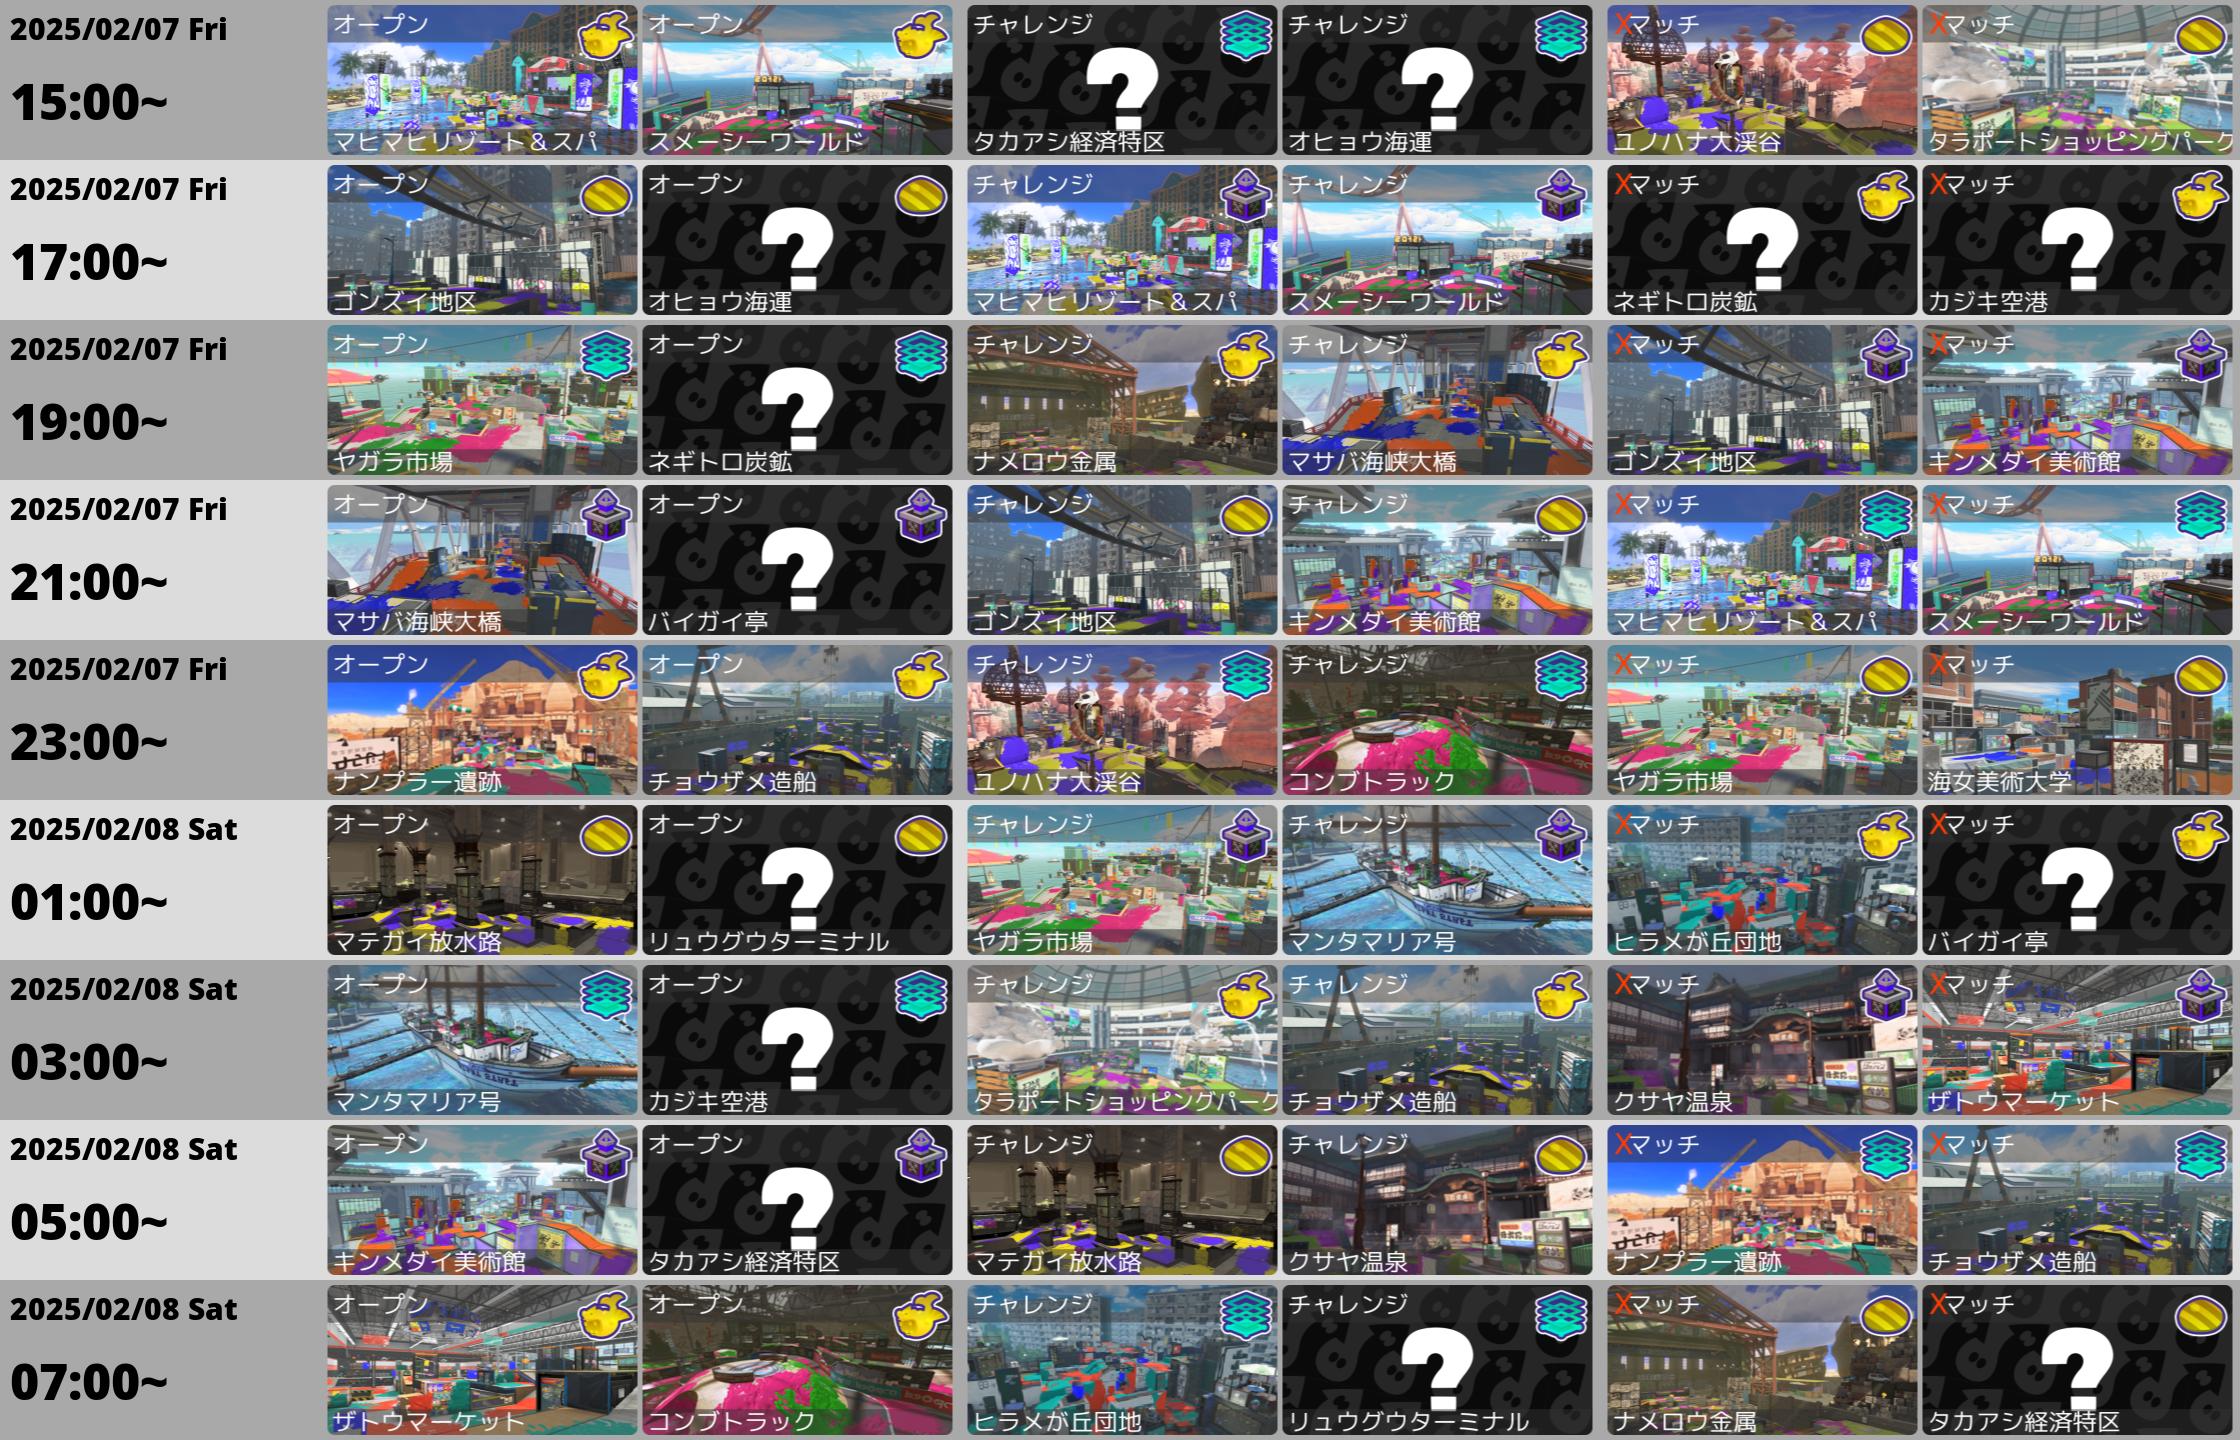 2025/02/07 Fri
15:00~
オープン
マヒマヒリゾート＆スパ
オープン
スメーシーワールド
チャレンジ
タカアシ経済特区
チャレンジ
オヒョウ海運
Xマッチ
ユノハナ大渓谷
Xマッチ
タラポートショッピングパーク
2025/02/07 Fri
17:00~
オープン
ゴンズイ地区
オープン
オヒョウ海運
チャレンジ
マヒマヒリゾート＆スパ
チャレンジ
スメーシーワールド
Xマッチ
ネギトロ炭鉱
Xマッチ
カジキ空港
2025/02/07 Fri
19:00~
オープン
ヤガラ市場
オープン
ネギトロ炭鉱
チャレンジ
ナメロウ金属
チャレンジ
マサバ海峡大橋
Xマッチ
ゴンズイ地区
Xマッチ
キンメダイ美術館
2025/02/07 Fri
21:00~
オープン
マサバ海峡大橋
オープン
バイガイ亭
チャレンジ
ゴンズイ地区
チャレンジ
キンメダイ美術館
Xマッチ
マヒマヒリゾート＆スパ
Xマッチ
スメーシーワールド
2025/02/07 Fri
23:00~
オープン
ナンプラー遺跡
オープン
チョウザメ造船
チャレンジ
ユノハナ大渓谷
チャレンジ
コンブトラック
Xマッチ
ヤガラ市場
Xマッチ
海女美術大学
2025/02/08 Sat
01:00~
オープン
マテガイ放水路
オープン
リュウグウターミナル
チャレンジ
ヤガラ市場
チャレンジ
マンタマリア号
Xマッチ
ヒラメが丘団地
Xマッチ
バイガイ亭
2025/02/08 Sat
03:00~
オープン
マンタマリア号
オープン
カジキ空港
チャレンジ
タラポートショッピングパーク
チャレンジ
チョウザメ造船
Xマッチ
クサヤ温泉
Xマッチ
ザトウマーケット
2025/02/08 Sat
05:00~
オープン
キンメダイ美術館
オープン
タカアシ経済特区
チャレンジ
マテガイ放水路
チャレンジ
クサヤ温泉
Xマッチ
ナンプラー遺跡
Xマッチ
チョウザメ造船
2025/02/08 Sat
07:00~
オープン
ザトウマーケット
オープン
コンブトラック
チャレンジ
ヒラメが丘団地
チャレンジ
リュウグウターミナル
Xマッチ
ナメロウ金属
Xマッチ
タカアシ経済特区